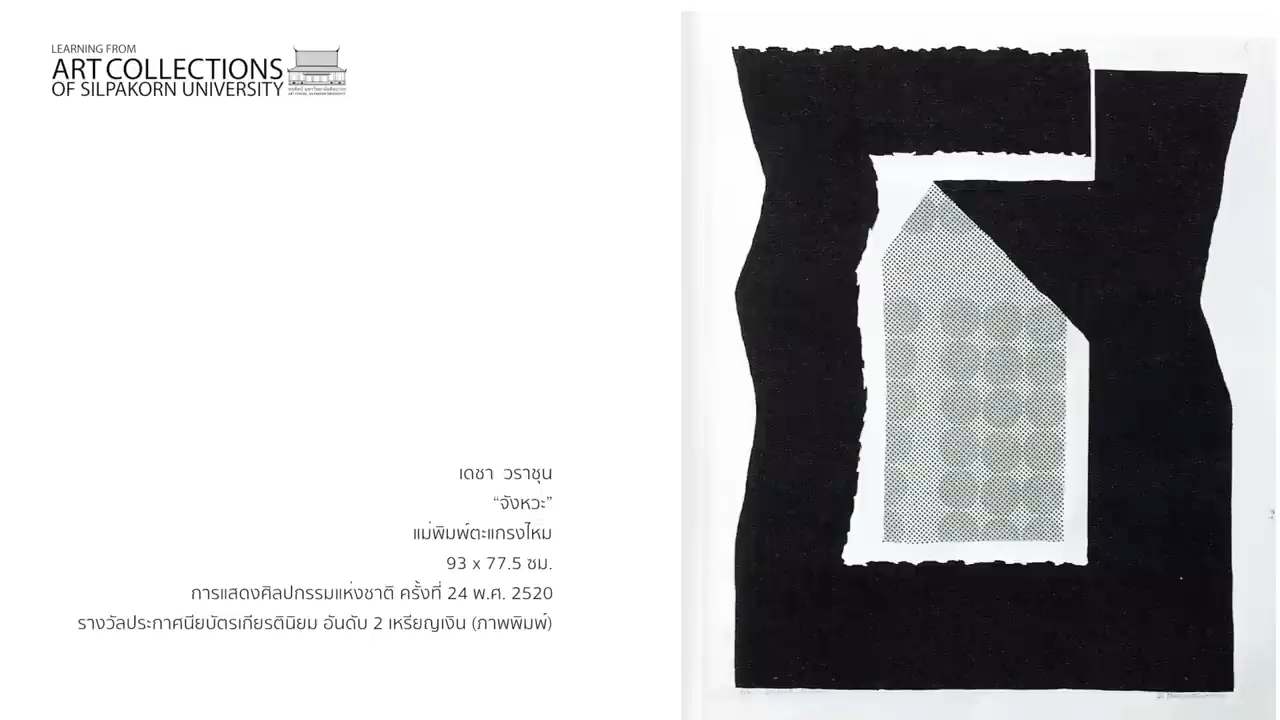 LEARNING FROM
ART COLLECTIONS
OF SILPAKORN UNIVERSITY
เดชา วราชุน
“จังหวะ”
แม่พิมพ์ตะแกรงไหม
93 x 77.5 ซม.
การแสดงศิลปกรรมแห่งชาติ ครั้งที่ 24 พ.ศ. 2520
รางวัลประกาศนียบัตรเกียรตินิยม อันดับ 2 เหรียญเงิน (ภาพพิมพ์)